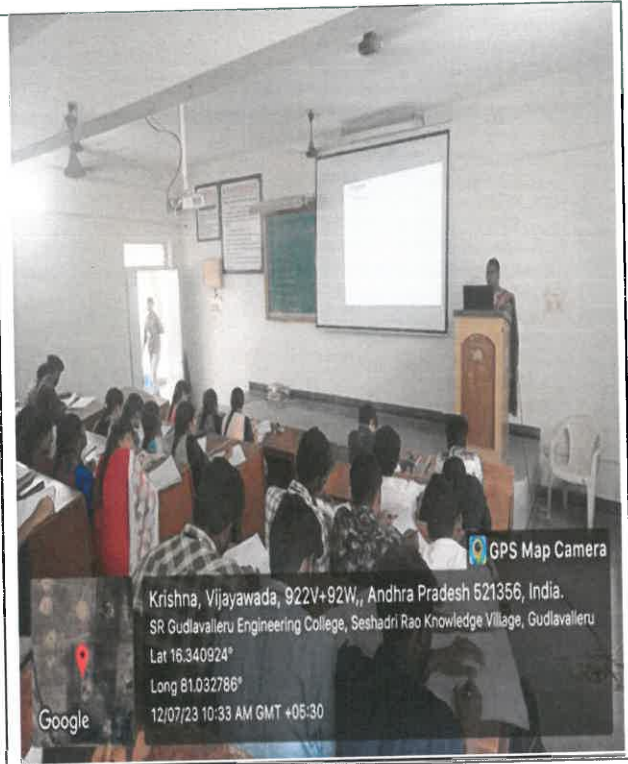 GPS Map Camera
Krishna, Vijayawada, 922V+92W,, Andhra Pradesh 521356, India.
SR Gudlavalleru Engineering College, Seshadri Rao Knowledge Village, Gudlavalleru
Lat 16.340924°
Long 81.032786°
12/07/23 10:33 AM GMT +05:30
Google